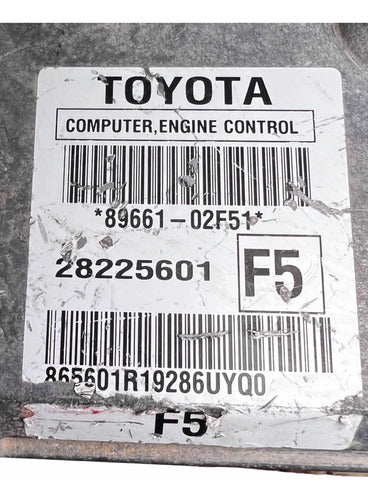 TOYOTA
COMPUTER,ENGINE CONTROL
*89661-02F51*
28225601
F5
865601R19286UYQ0
F5